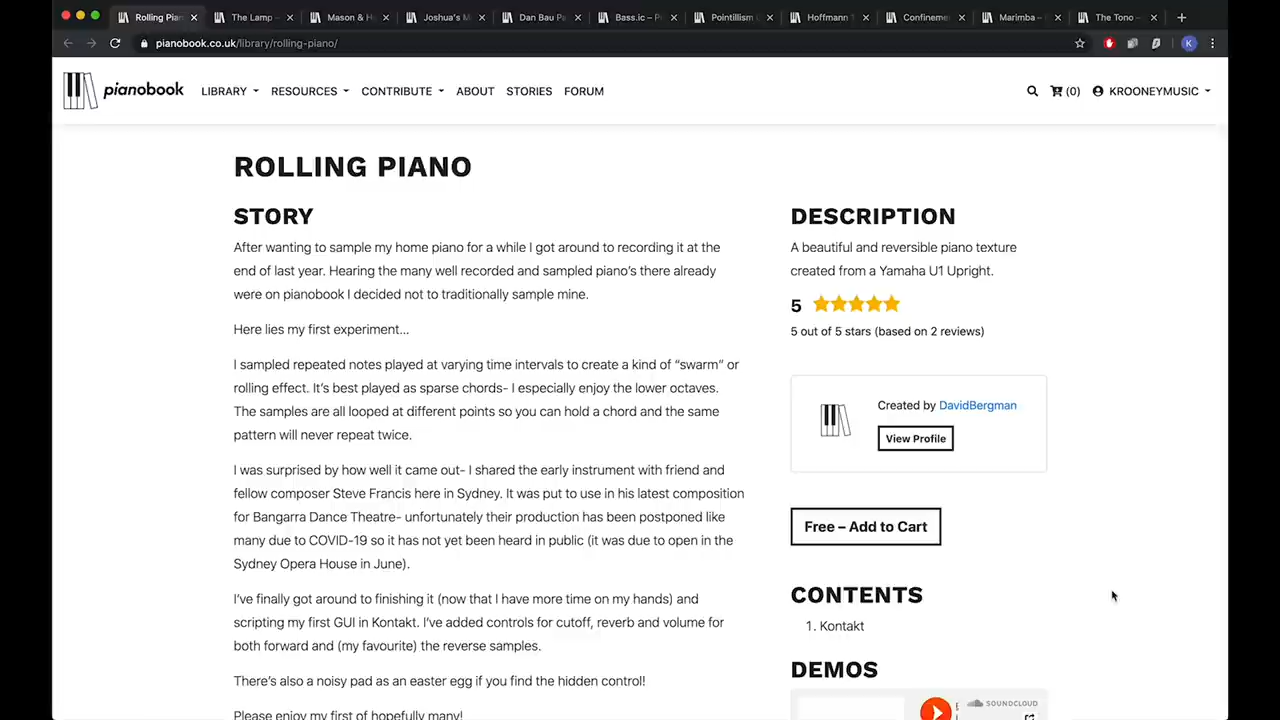 Rolling Pian
The Lamp –
Mason & H
Joshua's M
Dan Bau P
Bass.ic – P
Pointillism
Hoffmann
Confineme
Marimba –
The Tono –
pianobook.co.uk/library/rolling-piano/
K
pianobook
LIBRARY
RESOURCES
CONTRIBUTE
ABOUT
STORIES
FORUM
(0)
KROONEYMUSIC
ROLLING PIANO
STORY
After wanting to sample my home piano for a while I got around to recording it at the
end of last year. Hearing the many well recorded and sampled piano's there already
were on pianobook I decided not to traditionally sample mine.
Here lies my first experiment...
I sampled repeated notes played at varying time intervals to create a kind of "swarm" or
rolling effect. It's best played as sparse chords- I especially enjoy the lower octaves.
The samples are all looped at different points so you can hold a chord and the same
pattern will never repeat twice.
I was surprised by how well it came out- I shared the early instrument with friend and
fellow composer Steve Francis here in Sydney. It was put to use in his latest composition
for Bangarra Dance Theatre- unfortunately their production has been postponed like
many due to COVID-19 so it has not yet been heard in public (it was due to open in the
Sydney Opera House in June).
I've finally got around to finishing it (now that I have more time on my hands) and
scripting my first GUI in Kontakt. I've added controls for cutoff, reverb and volume for
both forward and (my favourite) the reverse samples.
There's also a noisy pad as an easter egg if you find the hidden control!
Please enjoy my first of hopefully many!
DESCRIPTION
A beautiful and reversible piano texture
created from a Yamaha U1 Upright.
5
5 out of 5 stars (based on 2 reviews)
Created by DavidBergman
View Profile
Free – Add to Cart
CONTENTS
1. Kontakt
DEMOS
SOUNDCLOUD